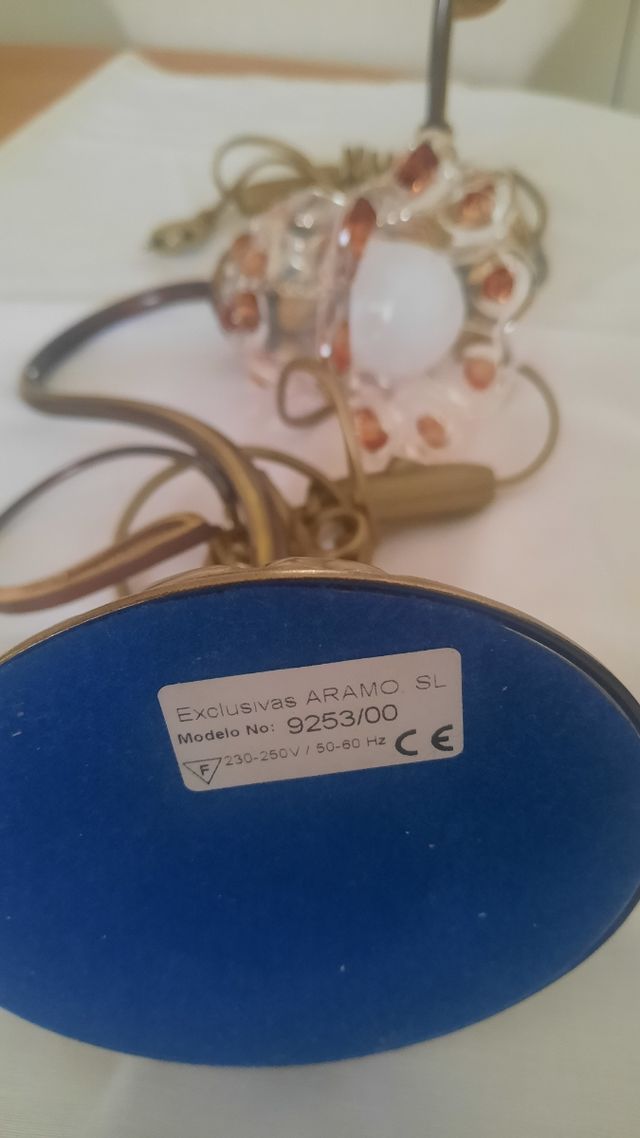 Exclusivas ARAMO. SL
Modelo No: 9253/00
F 230-250V / 50-60 Hz CE